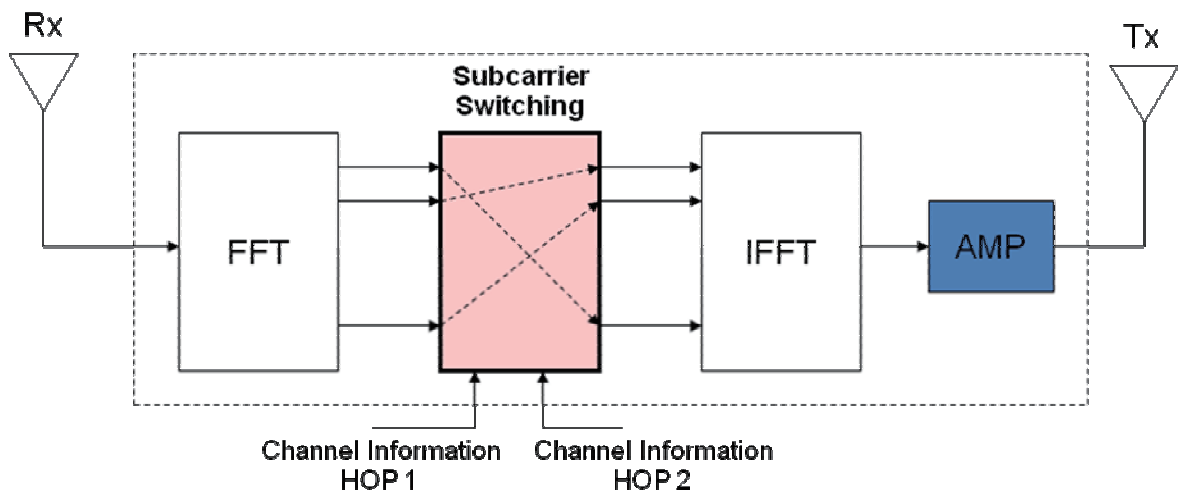 Rx
Tx
Subcarrier
Switching
FFT
IFFT
AMP
Channel Information
HOP 1
Channel Information
HOP 2